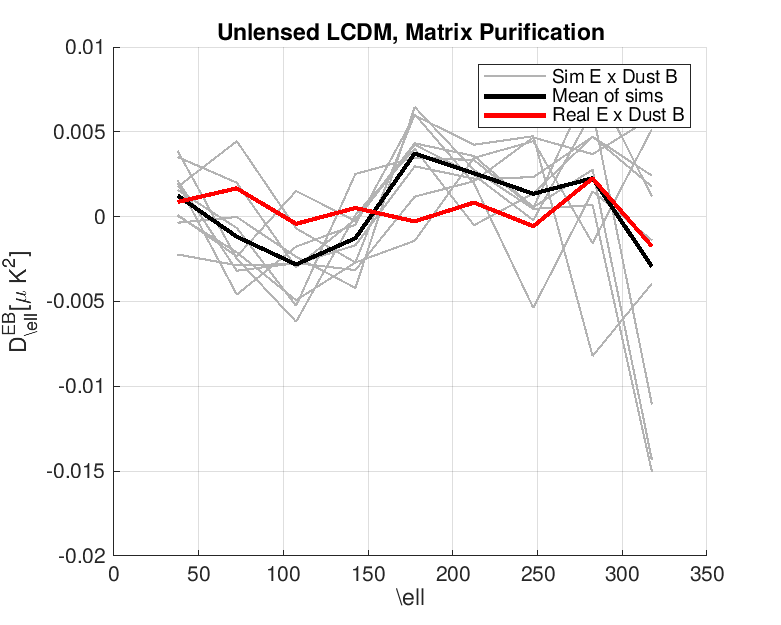 Unlensed LCDM, Matrix Purification
Sim E x Dust B
Mean of sims
Real E x Dust B
0.01
0.005
0
-0.005
-0.01
-0.015
-0.02
D_\ell^EB[μ K^2]
0 50 100 150 200 250 300 350
\ell